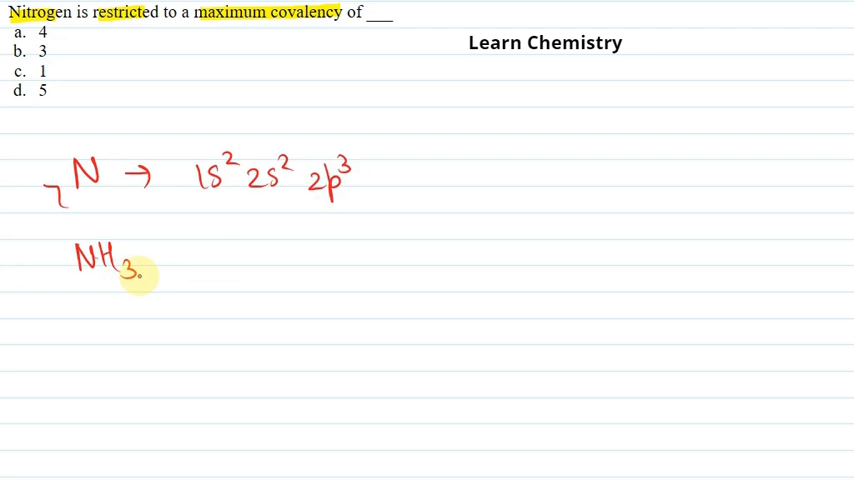 Nitrogen is restricted to a maximum covalency of ___
a. 4
b. 3
c. 1
d. 5
Learn Chemistry
₇N → 1s² 2s² 2p³
NH₃.